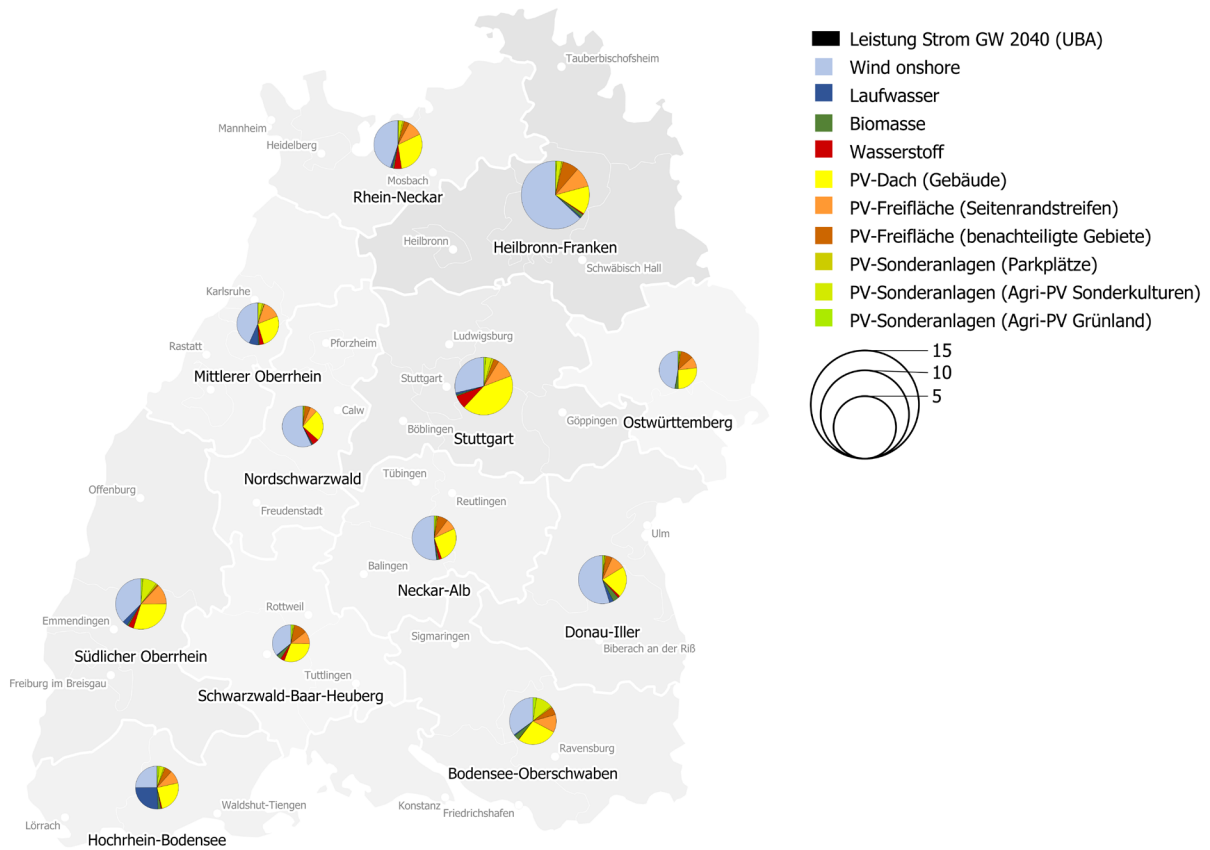 Tauberbischofsheim
Mannheim
Heidelberg
Mosbach
Rhein-Neckar
Heilbronn
Heilbronn-Franken
Schwäbisch Hall
Karlsruhe
Rastatt
Pforzheim
Mittlerer Oberrhein
Ludwigsburg
Stuttgart
Calw
Böblingen
Stuttgart
Göppingen
Ostwürttemberg
Nordschwarzwald
Tübingen
Offenburg
Freudenstadt
Reutlingen
Ulm
Balingen
Neckar-Alb
Emmendingen
Rottweil
Sigmaringen
Donau-Iller
Biberach an der Riß
Südlicher Oberrhein
Freiburg im Breisgau
Tuttlingen
Schwarzwald-Baar-Heuberg
Ravensburg
Bodensee-Oberschwaben
Konstanz
Friedrichshafen
Waldshut-Tiengen
Lörrach
Hochrhein-Bodensee
Leistung Strom GW 2040 (UBA)
Wind onshore
Laufwasser
Biomasse
Wasserstoff
PV-Dach (Gebäude)
PV-Freifläche (Seitenrandstreifen)
PV-Freifläche (benachteiligte Gebiete)
PV-Sonderanlagen (Parkplätze)
PV-Sonderanlagen (Agri-PV Sonderkulturen)
PV-Sonderanlagen (Agri-PV Grünland)
15
10
5